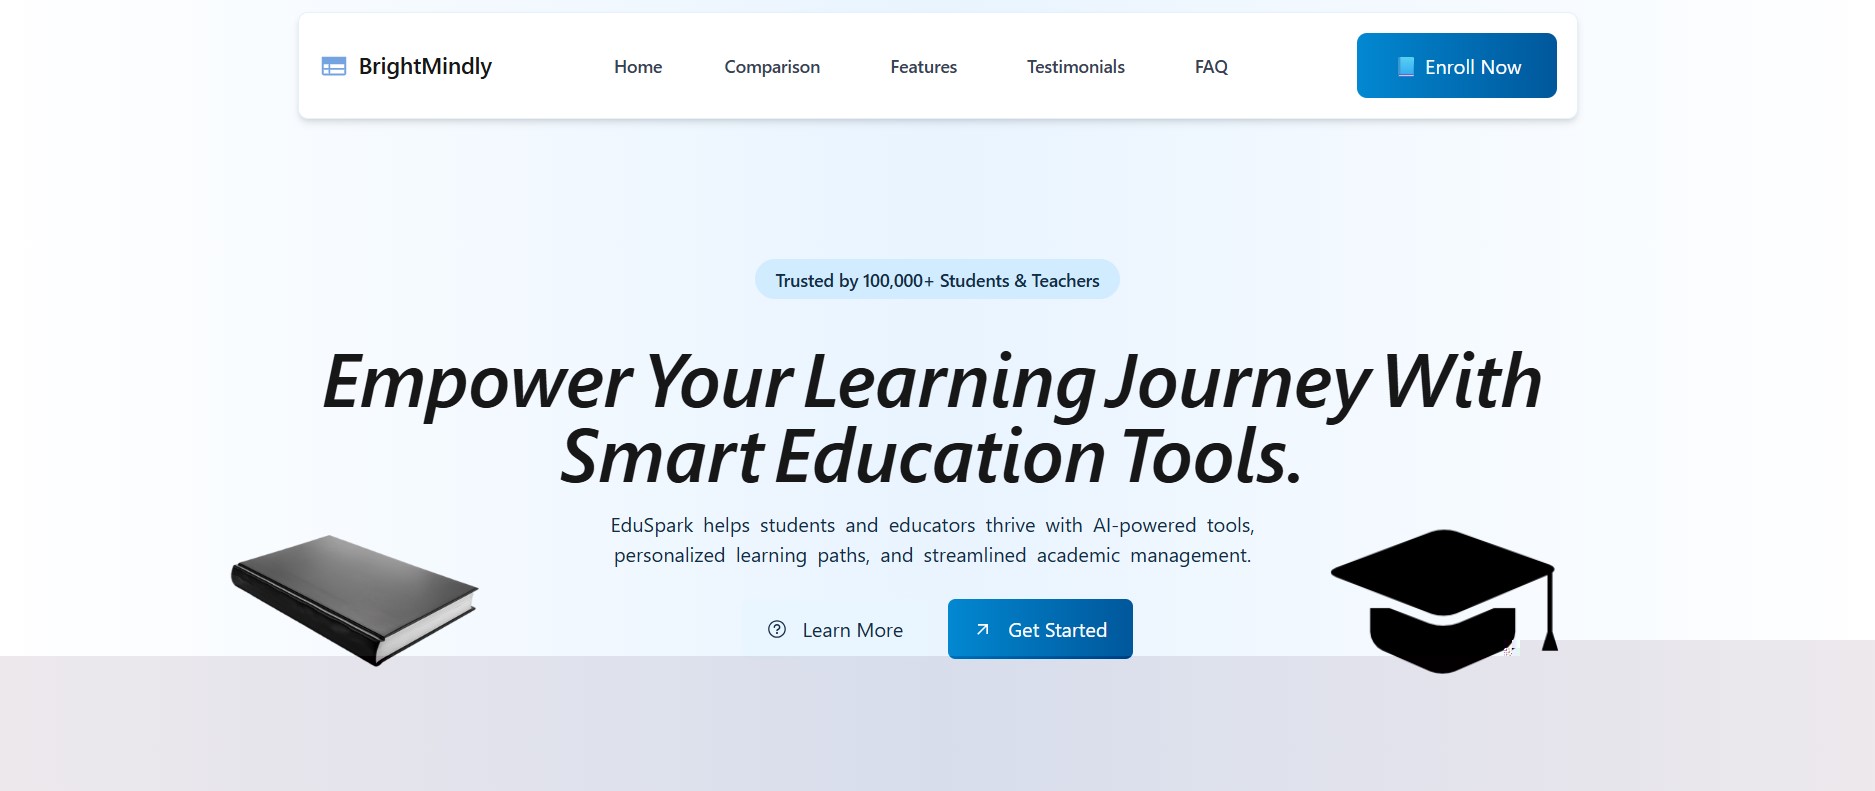 BrightMindly
Home
Comparison
Features
Testimonials
FAQ
Enroll Now
Trusted by 100,000+ Students & Teachers
Empower Your Learning Journey With
Smart Education Tools.
EduSpark helps students and educators thrive with AI-powered tools,
personalized learning paths, and streamlined academic management.
Learn More
Get Started